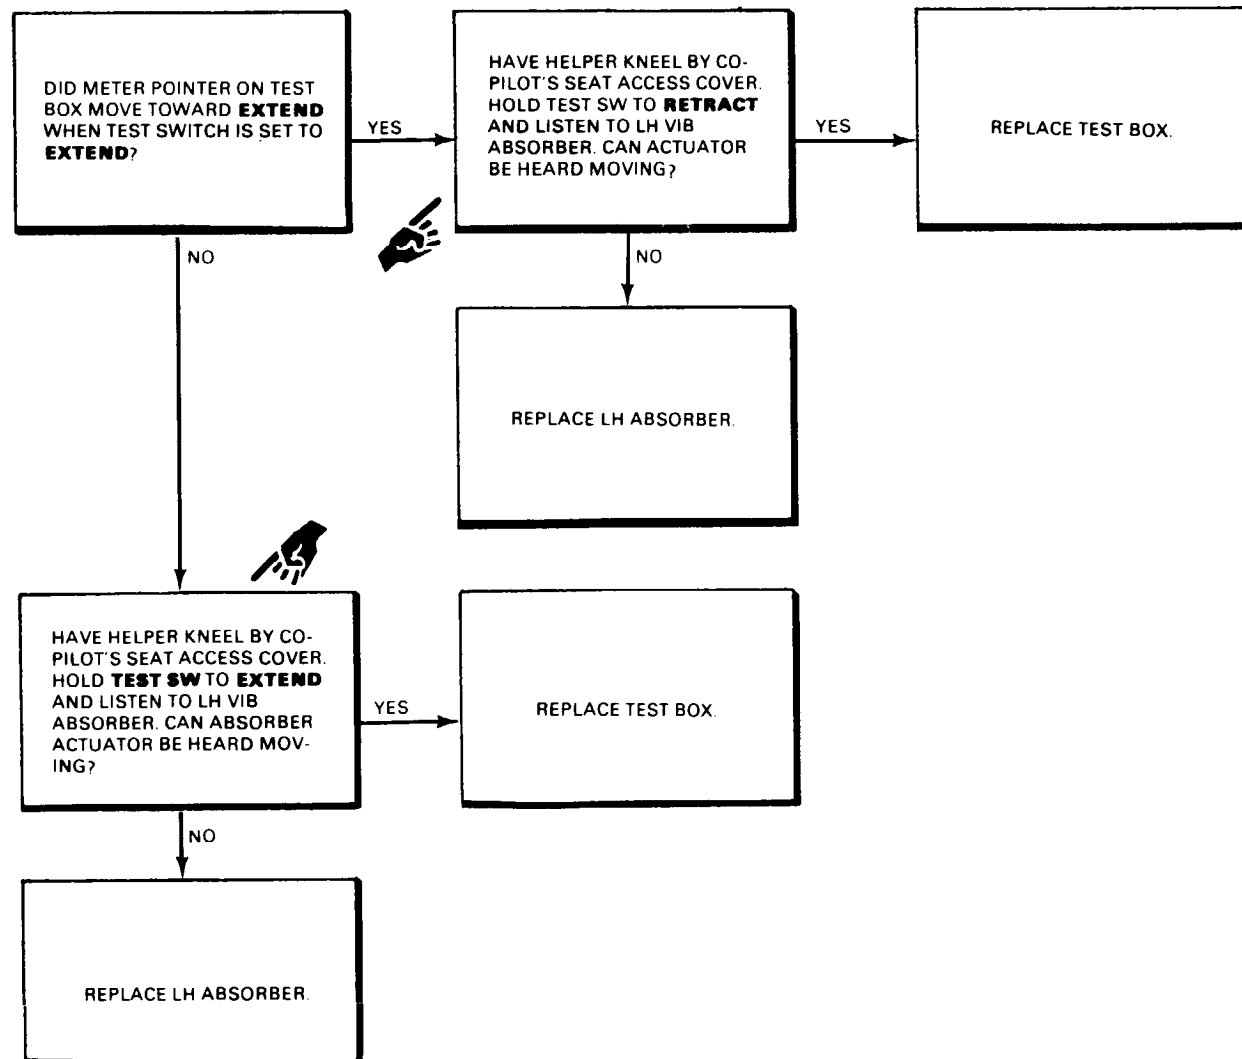 DID METER POINTER ON TEST
BOX MOVE TOWARD EXTEND
WHEN TEST SWITCH IS SET TO
EXTEND?
YES
HAVE HELPER KNEEL BY CO-
PILOT'S SEAT ACCESS COVER.
HOLD TEST SW TO RETRACT
AND LISTEN TO LH VIB
ABSORBER. CAN ACTUATOR
BE HEARD MOVING?
YES
REPLACE TEST BOX.
NO
NO
REPLACE LH ABSORBER.
HAVE HELPER KNEEL BY CO-
PILOT'S SEAT ACCESS COVER.
HOLD TEST SW TO EXTEND
AND LISTEN TO LH VIB
ABSORBER. CAN ABSORBER
ACTUATOR BE HEARD MOV-
ING?
YES
REPLACE TEST BOX.
NO
REPLACE LH ABSORBER.